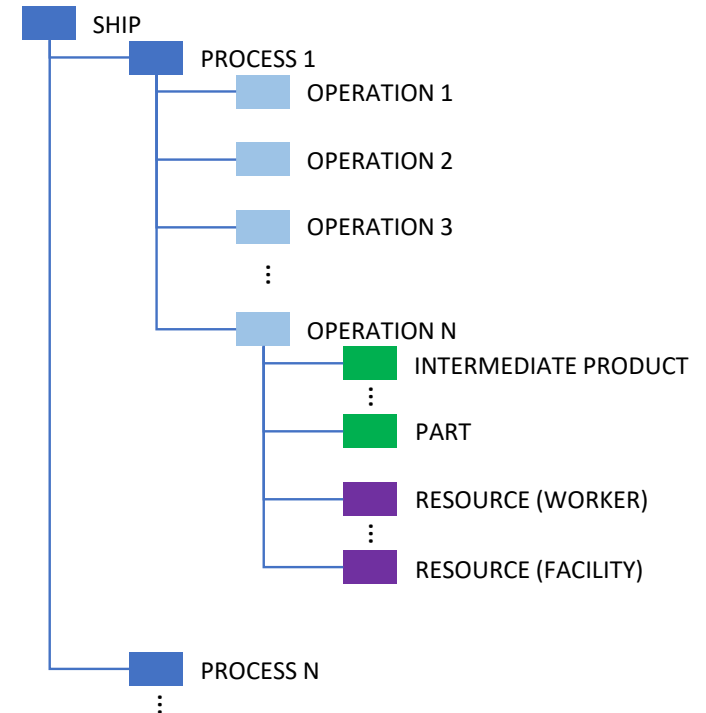 SHIP
PROCESS 1
OPERATION 1
OPERATION 2
OPERATION 3
⋮
OPERATION N
INTERMEDIATE PRODUCT
⋮
PART
RESOURCE (WORKER)
⋮
RESOURCE (FACILITY)
PROCESS N
⋮